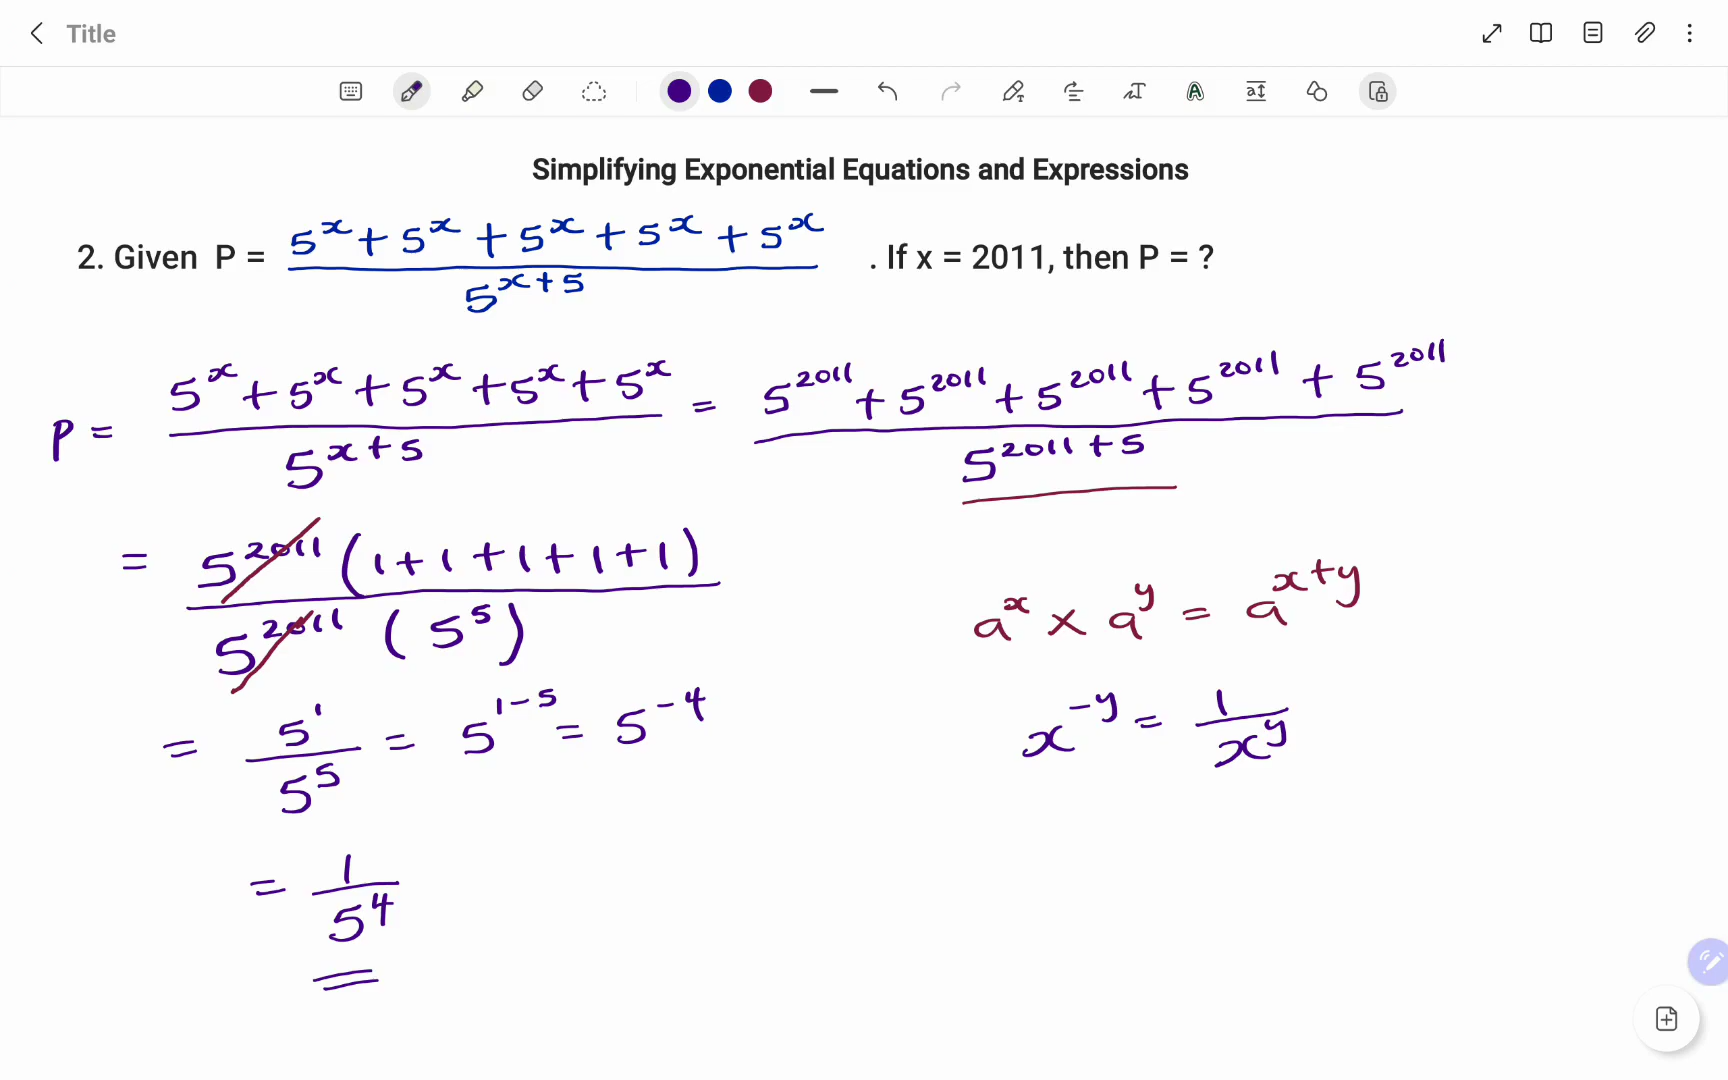 Title
Simplifying Exponential Equations and Expressions
2. Given P = (5^x + 5^x + 5^x + 5^x + 5^x) / 5^(x+5) . If x = 2011, then P = ?
P = (5^x + 5^x + 5^x + 5^x + 5^x) / 5^(x+5) = (5^2011 + 5^2011 + 5^2011 + 5^2011 + 5^2011) / 5^(2011+5)
= 5^2011 (1+1+1+1+1) / 5^2011 (5^5)
a^x × a^y = a^(x+y)
= 5^1 / 5^5 = 5^(1-5) = 5^(-4)
x^(-y) = 1 / x^y
= 1 / 5^4